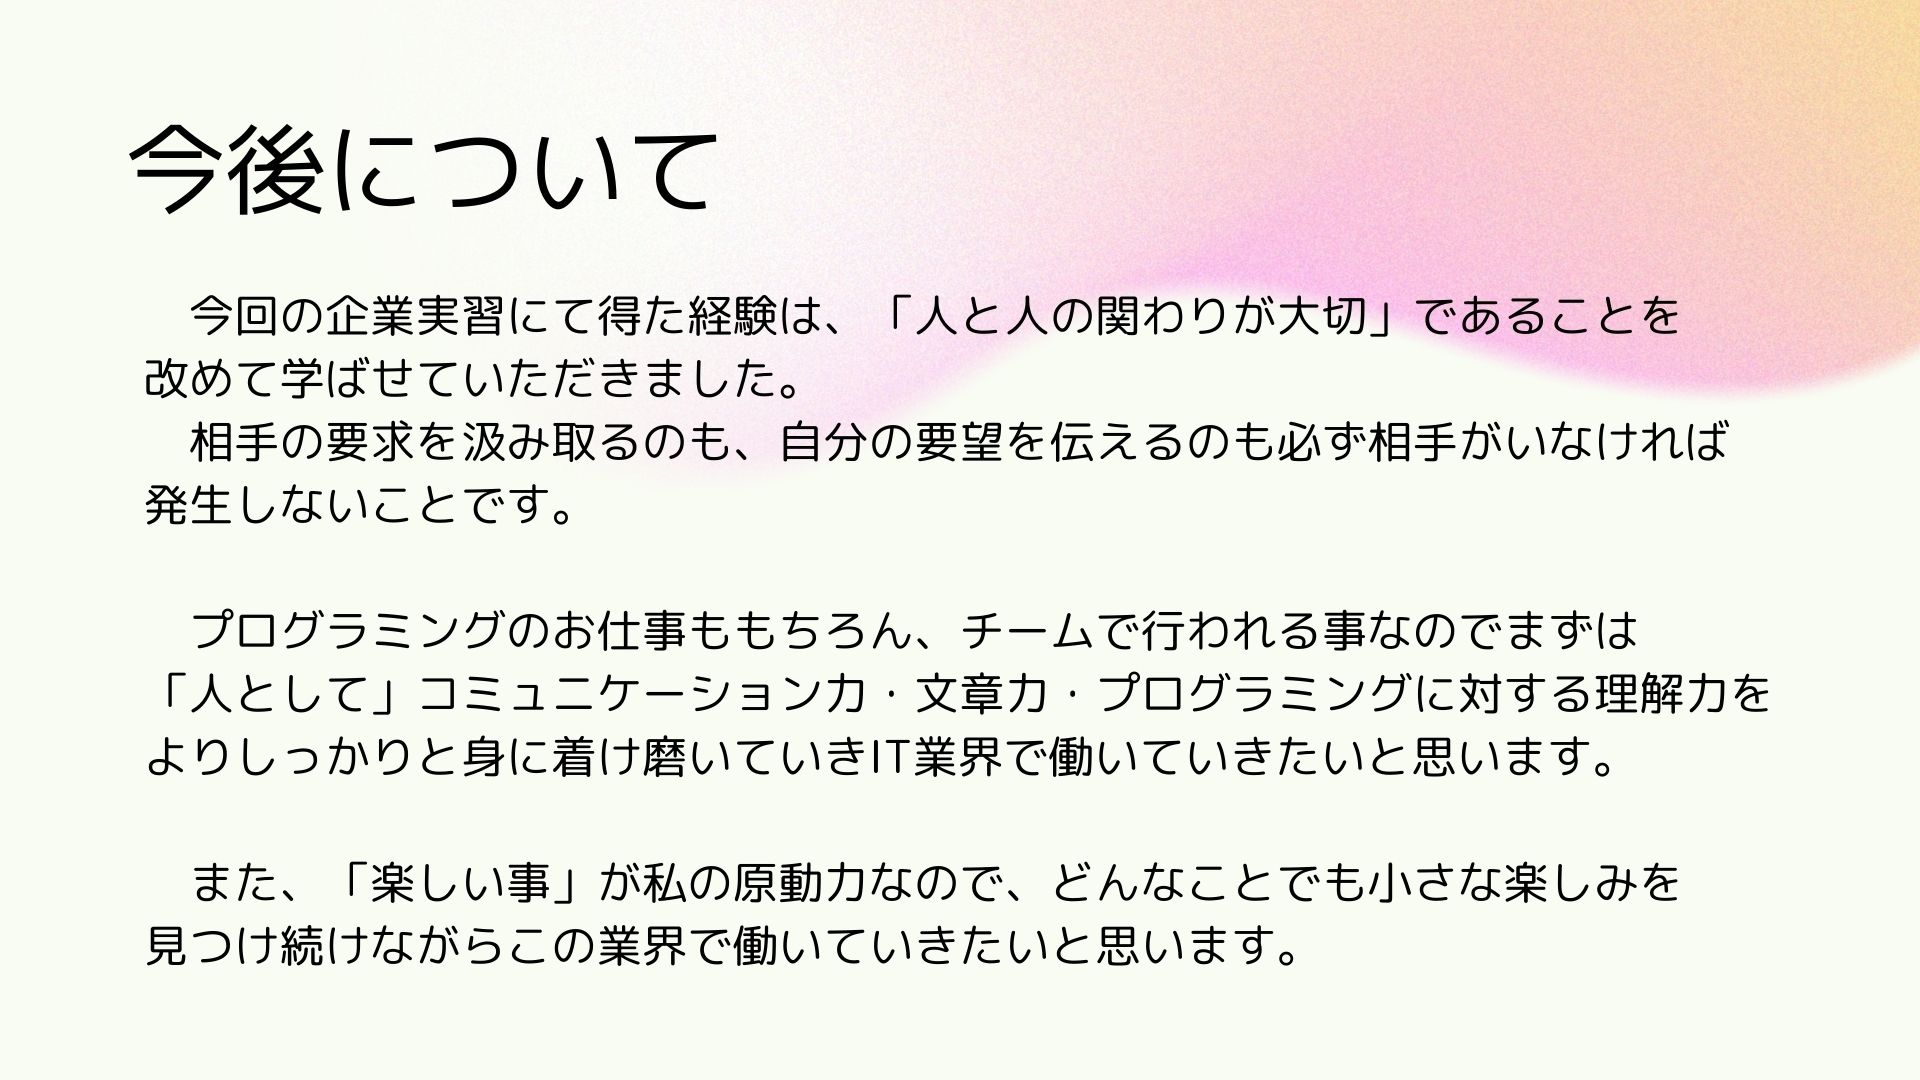 今後について
　今回の企業実習にて得た経験は、「人と人の関わりが大切」であることを
改めて学ばせていただきました。
　相手の要求を汲み取るのも、自分の要望を伝えるのも必ず相手がいなければ
発生しないことです。
　プログラミングのお仕事ももちろん、チームで行われる事なのでまずは
「人として」コミュニケーション力・文章力・プログラミングに対する理解力を
よりしっかりと身に着け磨いていきIT業界で働いていきたいと思います。
　また、「楽しい事」が私の原動力なので、どんなことでも小さな楽しみを
見つけ続けながらこの業界で働いていきたいと思います。